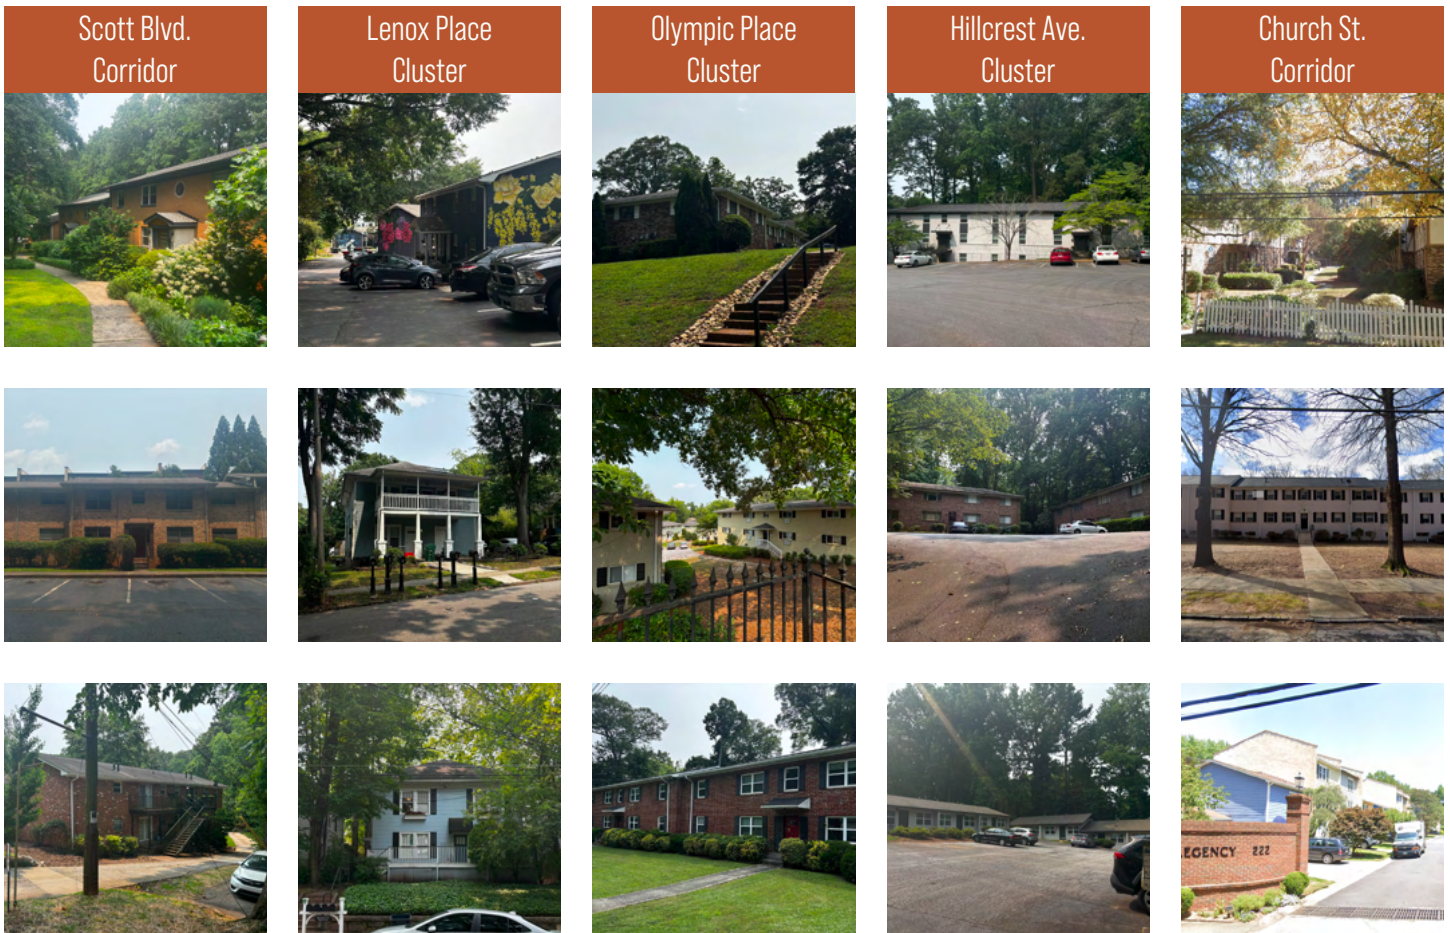 Scott Blvd.
Corridor
Lenox Place
Cluster
Olympic Place
Cluster
Hillcrest Ave.
Cluster
Church St.
Corridor
EGENCY 222